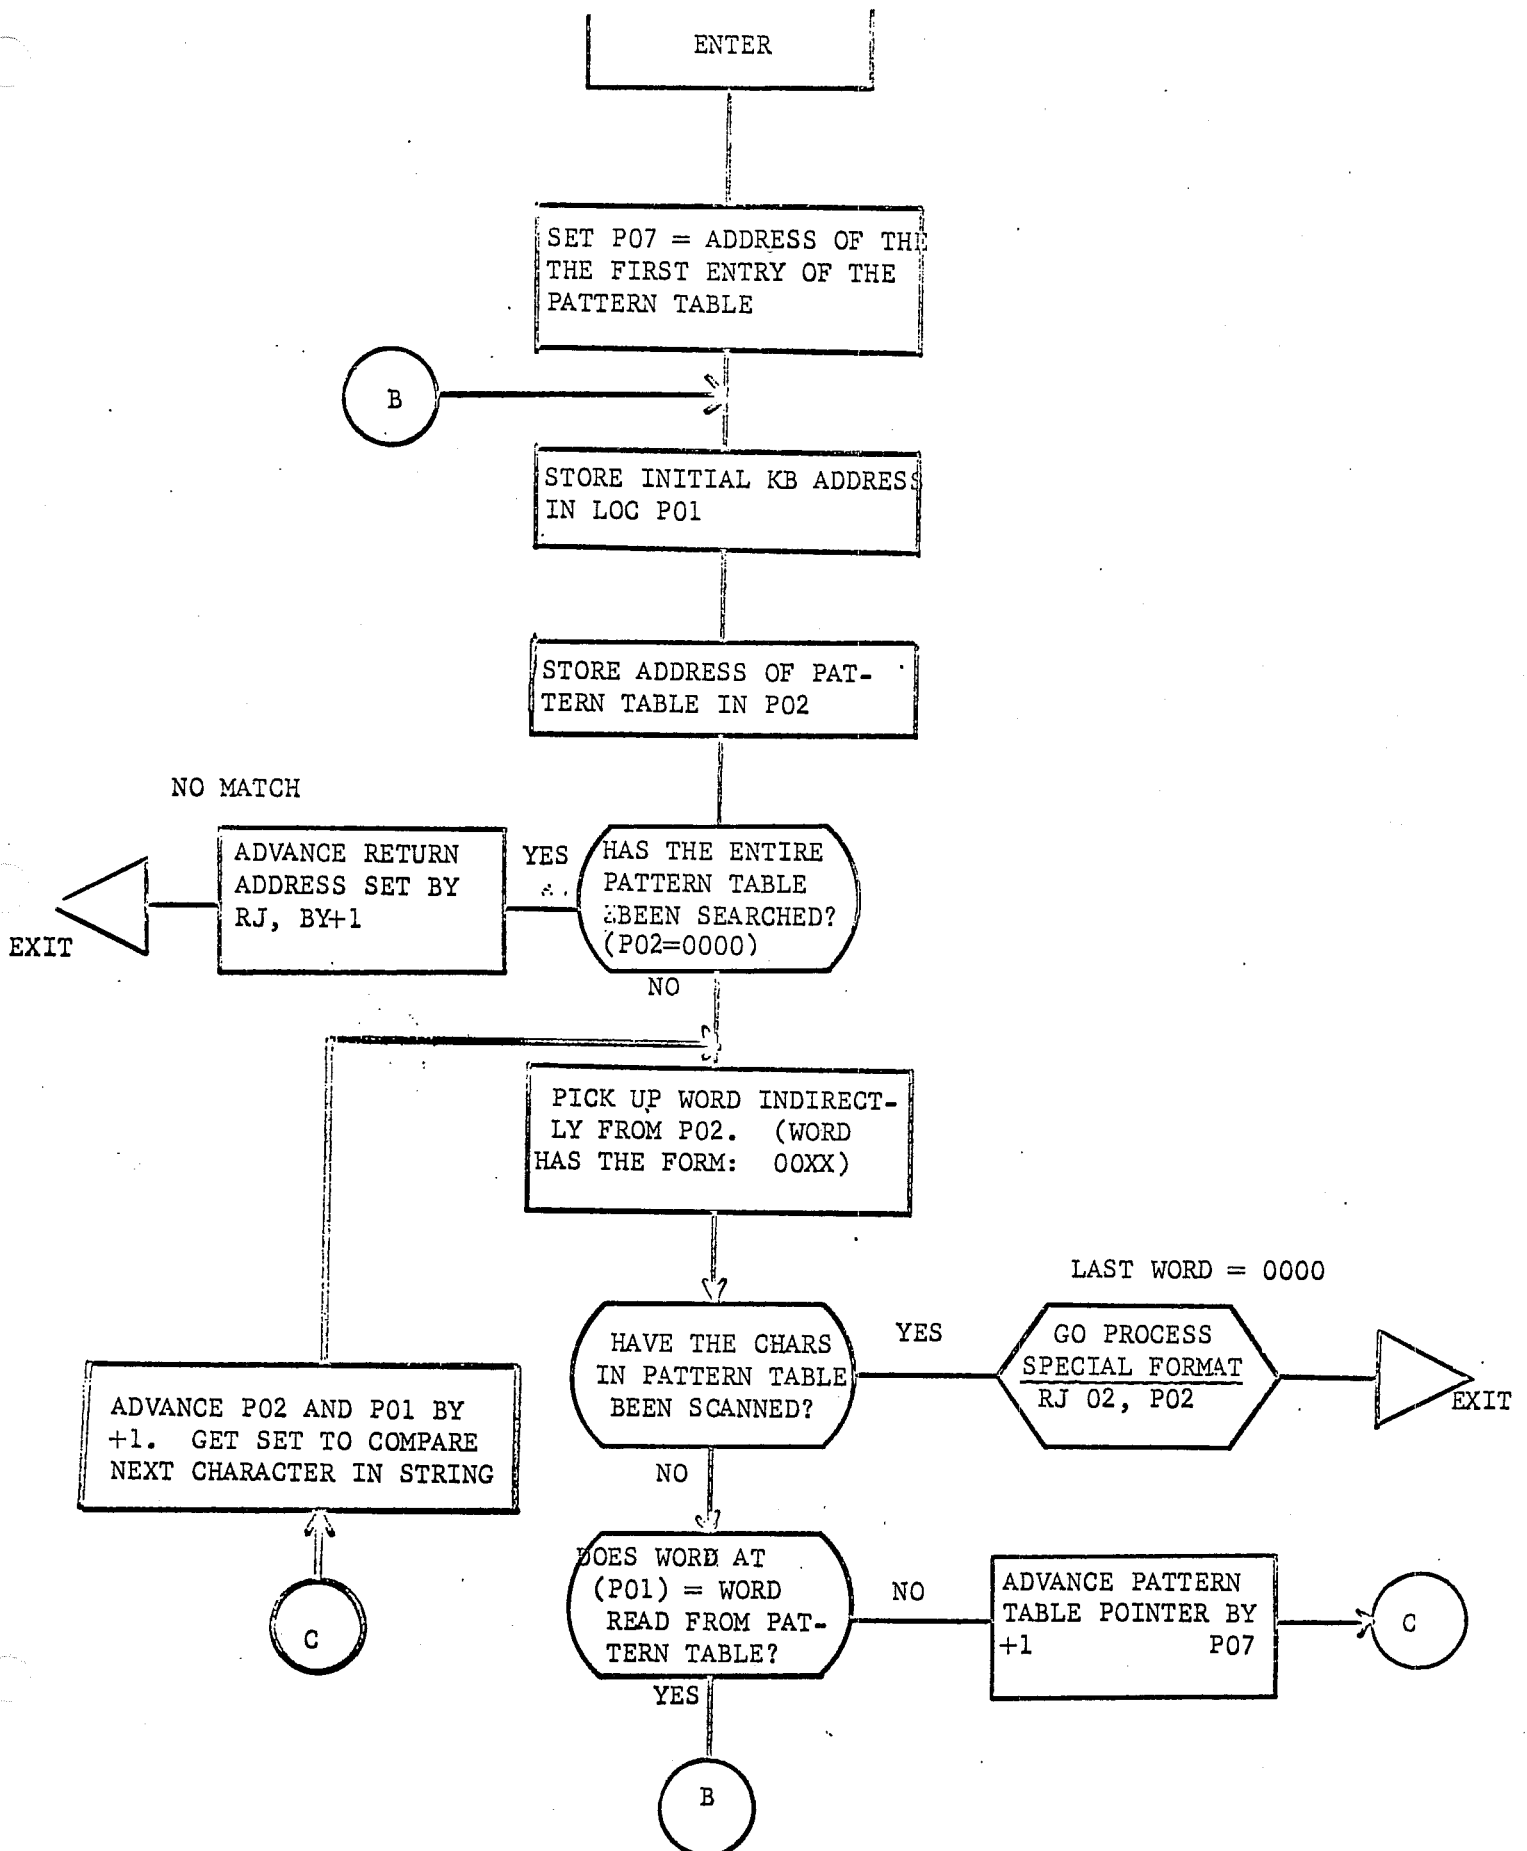 ENTER
SET P07 = ADDRESS OF THE
THE FIRST ENTRY OF THE
PATTERN TABLE
B
STORE INITIAL KB ADDRESS
IN LOC P01
STORE ADDRESS OF PAT-
TERN TABLE IN P02
NO MATCH
ADVANCE RETURN
ADDRESS SET BY
RJ, BY+1
EXIT
YES
HAS THE ENTIRE
PATTERN TABLE
BEEN SEARCHED?
(P02=0000)
NO
PICK UP WORD INDIRECT-
LY FROM P02. (WORD
HAS THE FORM: 00XX)
LAST WORD = 0000
HAVE THE CHARS
IN PATTERN TABLE
BEEN SCANNED?
YES
GO PROCESS
SPECIAL FORMAT
RJ 02, P02
EXIT
ADVANCE P02 AND P01 BY
+1. GET SET TO COMPARE
NEXT CHARACTER IN STRING
NO
C
DOES WORD AT
(P01) = WORD
READ FROM PAT-
TERN TABLE?
NO
ADVANCE PATTERN
TABLE POINTER BY
+1 P07
C
YES
B